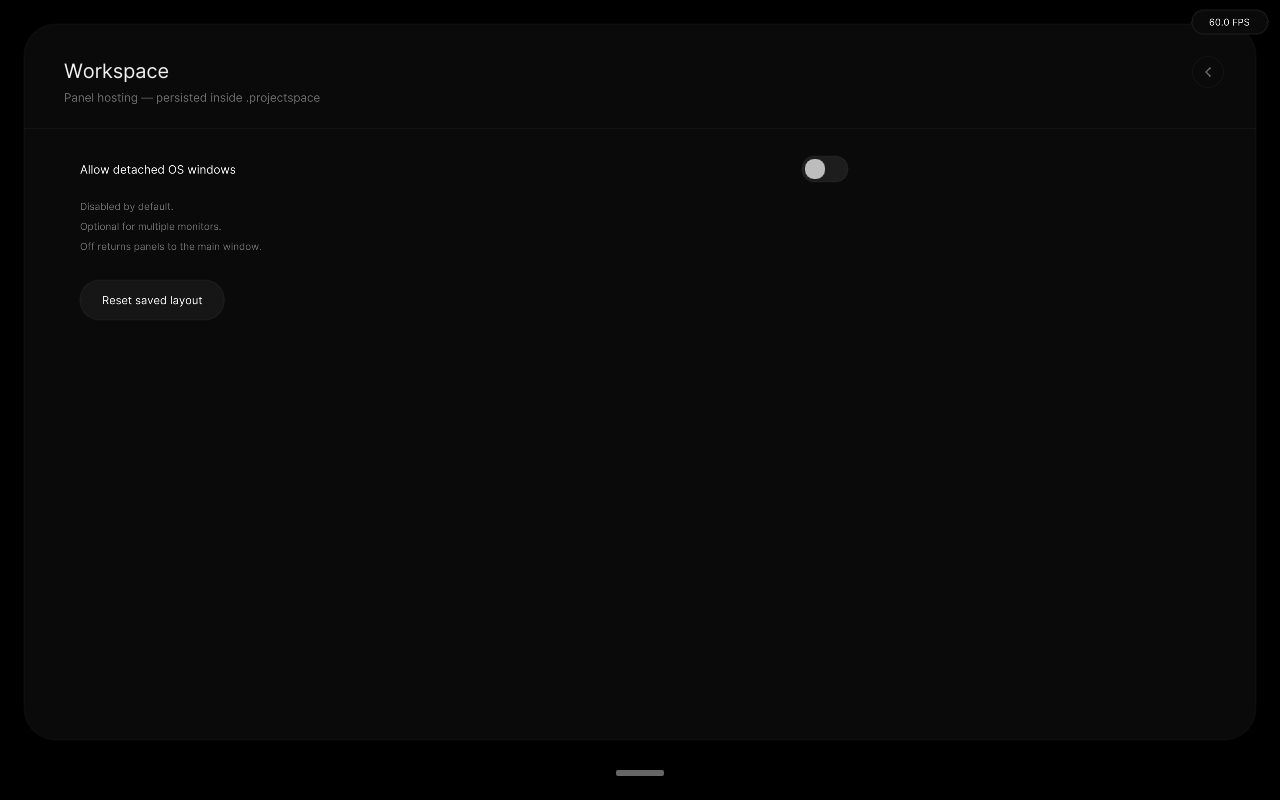 60.0 FPS
Workspace
Panel hosting — persisted inside .projectspace
Allow detached OS windows
Disabled by default.
Optional for multiple monitors.
Off returns panels to the main window.
Reset saved layout